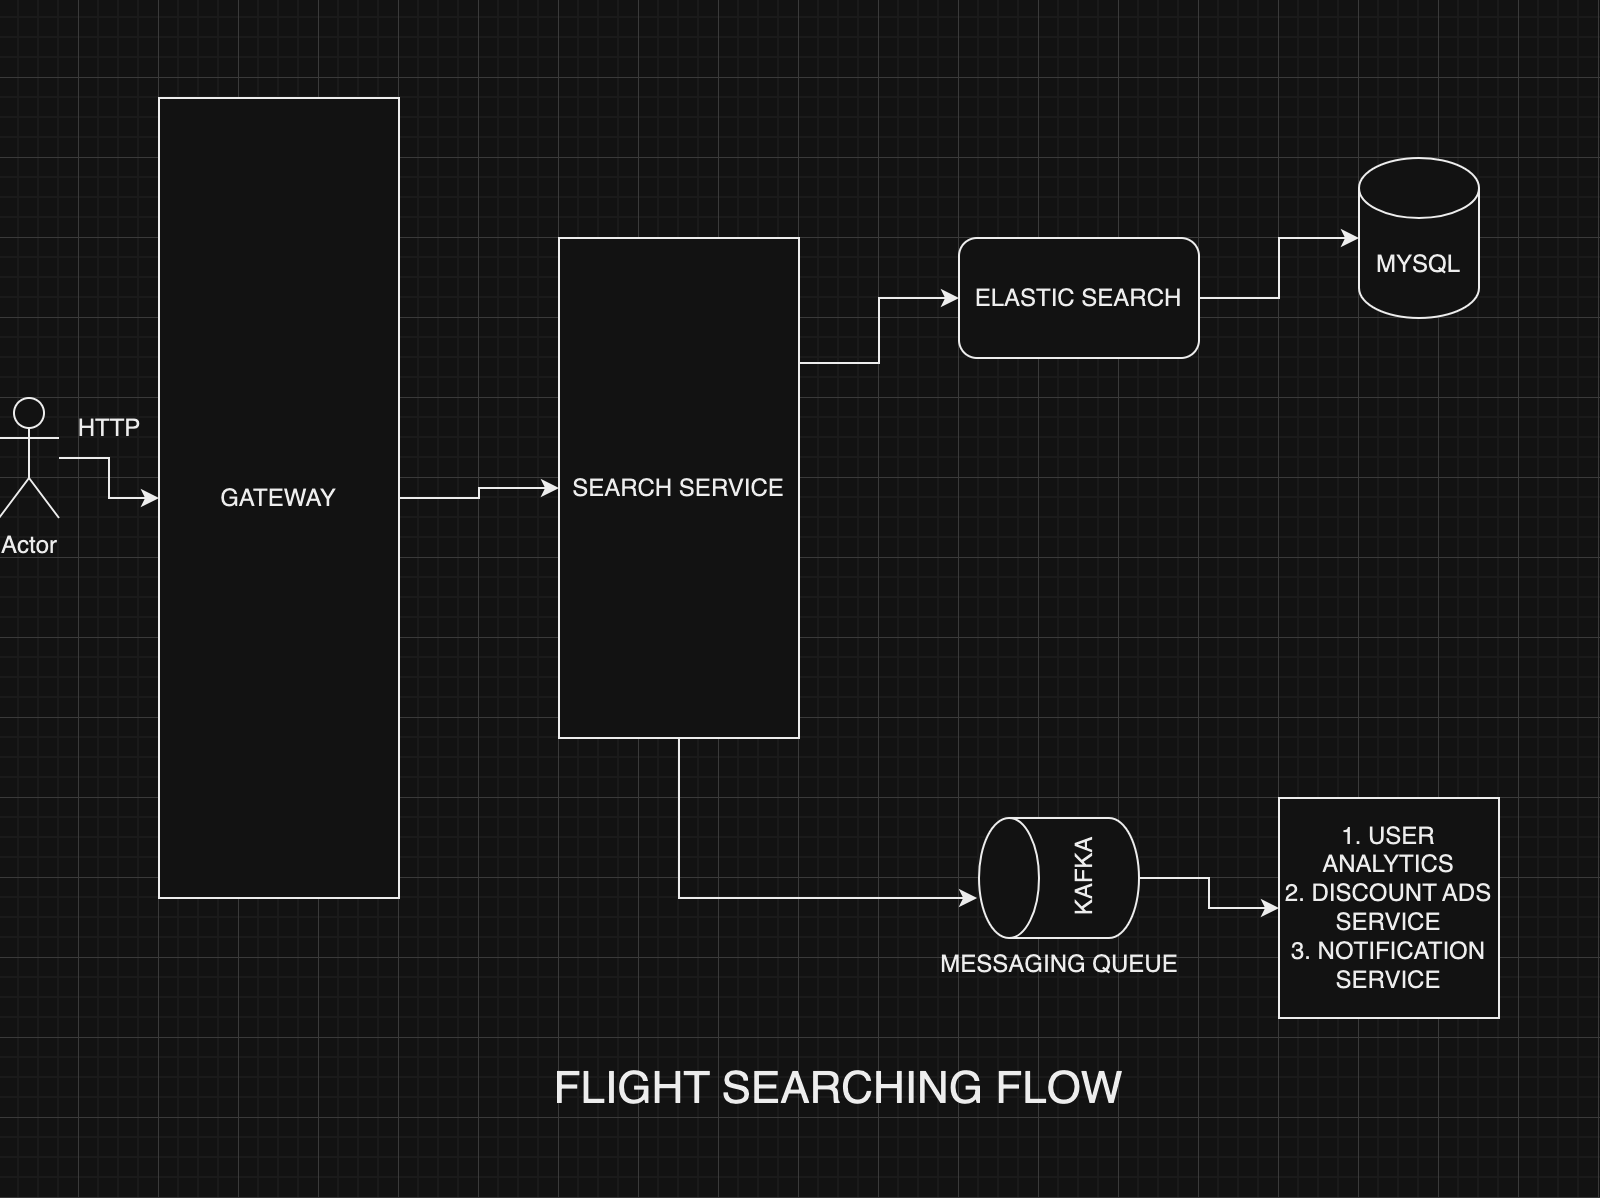 HTTP
Actor
GATEWAY
SEARCH SERVICE
ELASTIC SEARCH
MYSQL
KAFKA
MESSAGING QUEUE
1. USER
ANALYTICS
2. DISCOUNT ADS
SERVICE
3. NOTIFICATION
SERVICE
FLIGHT SEARCHING FLOW